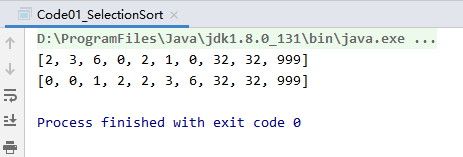 Code01_SelectionSort
D:\ProgramFiles\Java\jdk1.8.0_131\bin\java.exe ...
[2, 3, 6, 0, 2, 1, 0, 32, 32, 999]
[0, 0, 1, 2, 2, 3, 6, 32, 32, 999]
Process finished with exit code 0